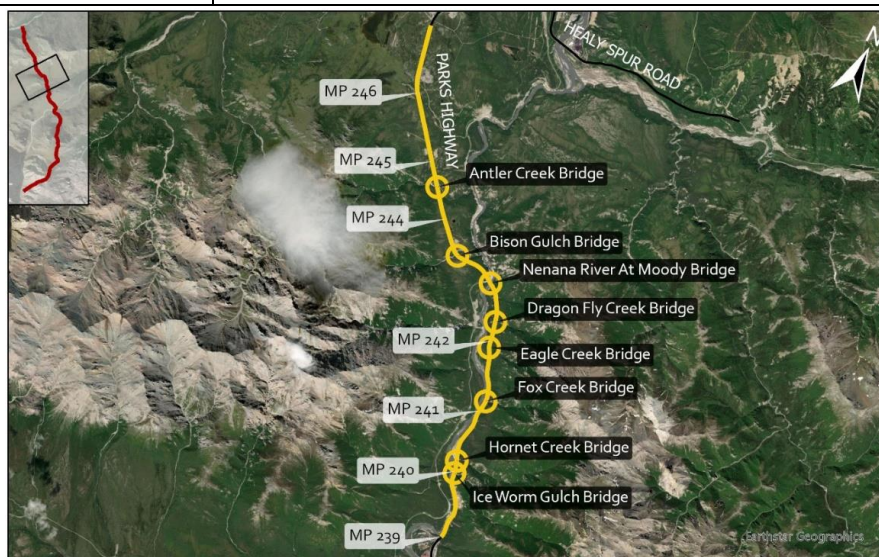 HEALY SPUR ROAD
N
PARKS HIGHWAY
MP 246
MP 245
Antler Creek Bridge
MP 244
Bison Gulch Bridge
Nenana River At Moody Bridge
Dragon Fly Creek Bridge
MP 242
Eagle Creek Bridge
Fox Creek Bridge
MP 241
Hornet Creek Bridge
MP 240
Ice Worm Gulch Bridge
MP 239
Earthstar Geographics